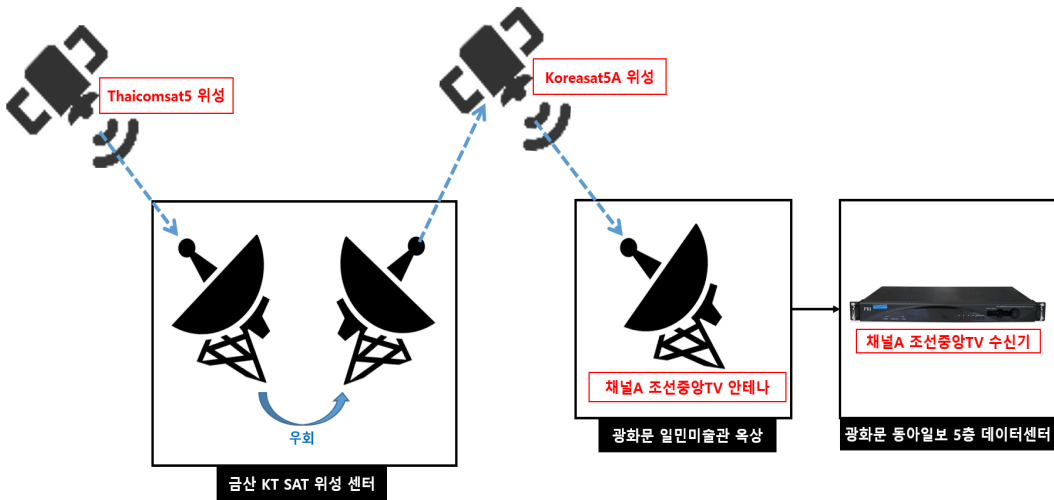 Thaicomsat5 위성
Koreasat5A 위성
채널A 조선중앙TV 수신기
채널A 조선중앙TV 안테나
우회
광화문 일민미술관 옥상
광화문 동아일보 5층 데이터센터
금산 KT SAT 위성 센터